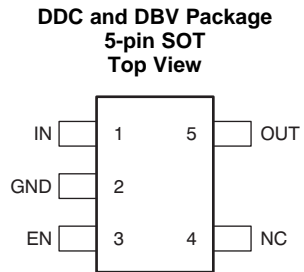 DDC and DBV Package
5-pin SOT
Top View
IN 1 5 OUT
GND 2
EN 3 4 NC